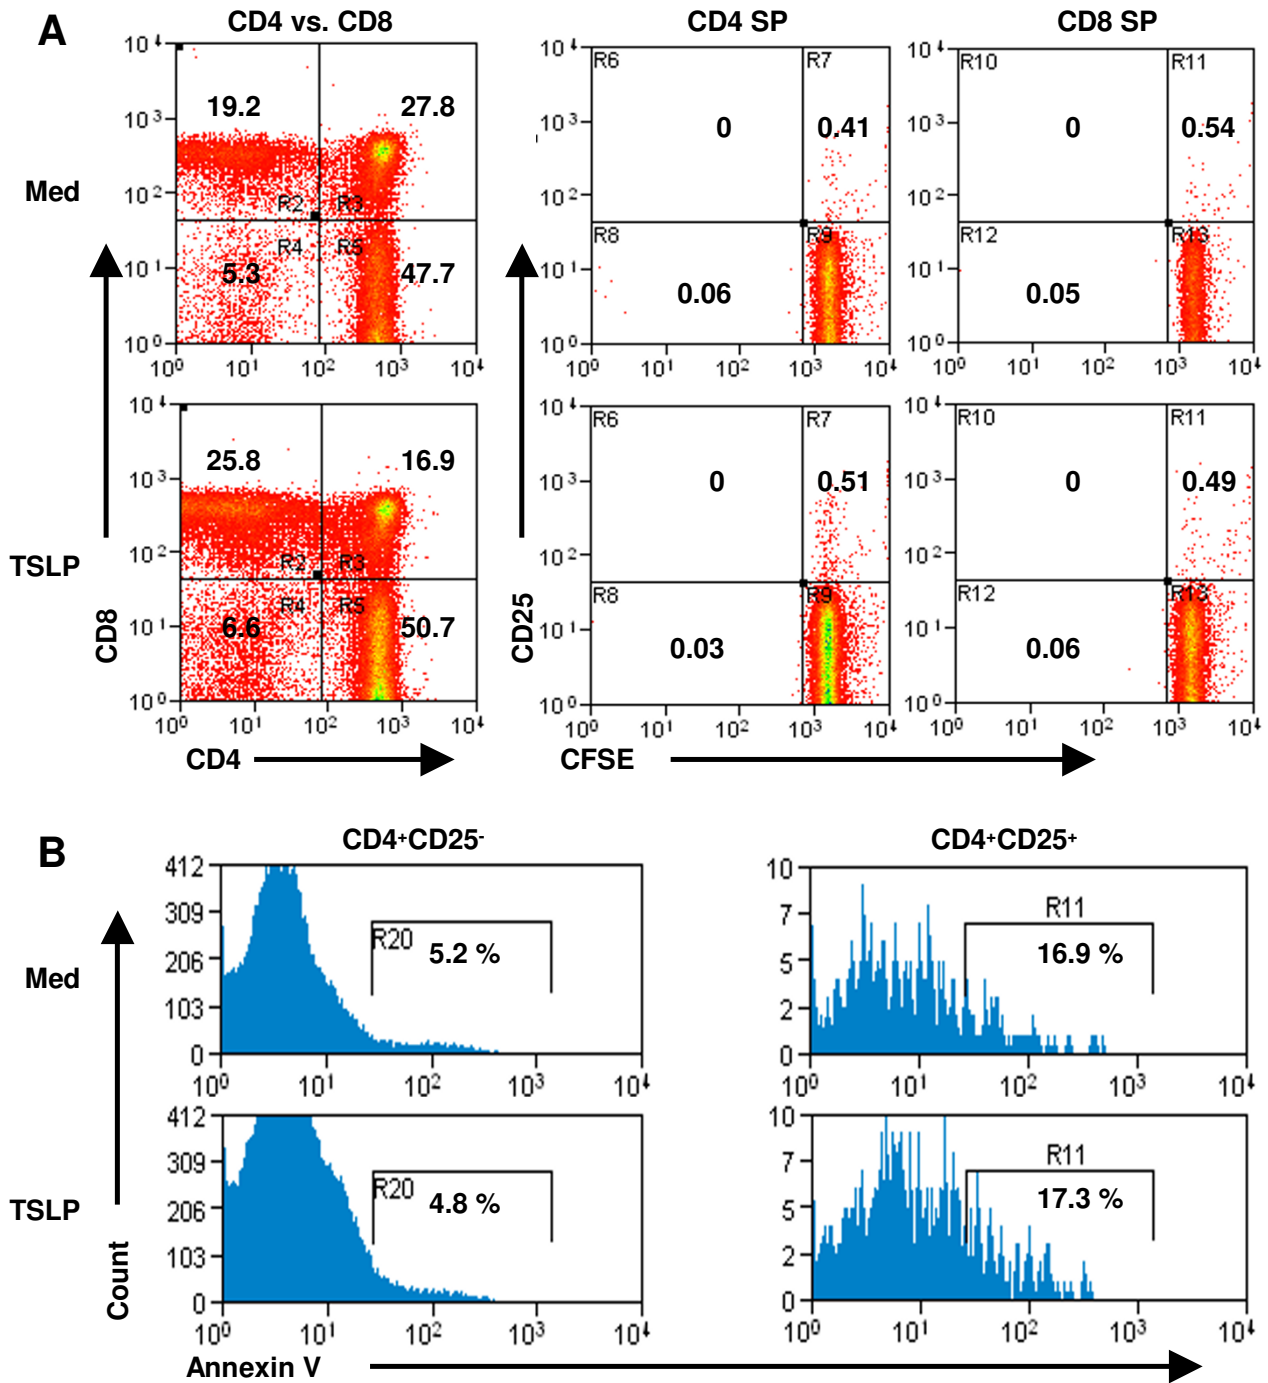 A
CD4 vs. CD8
CD4 SP
CD8 SP
Med
10⁴
10³
10²
10¹
10⁰
19.2
27.8
R2
R3
R4
R5
5.3
47.7
10⁰ 10¹ 10² 10³ 10⁴
10⁴
10³
10²
10¹
10⁰
R6
R7
0
0.41
R8
R9
0.06
10⁰ 10¹ 10² 10³ 10⁴
10⁴
10³
10²
10¹
10⁰
R10
R11
0
0.54
R12
R13
0.05
10⁰ 10¹ 10² 10³ 10⁴
TSLP
CD8
10⁴
10³
10²
10¹
10⁰
25.8
16.9
R2
R3
R4
R5
6.6
50.7
10⁰ 10¹ 10² 10³ 10⁴
CD4
CD25
10⁴
10³
10²
10¹
10⁰
R6
R7
0
0.51
R8
R9
0.03
10⁰ 10¹ 10² 10³ 10⁴
10⁴
10³
10²
10¹
10⁰
R10
R11
0
0.49
R12
R13
0.06
10⁰ 10¹ 10² 10³ 10⁴
CFSE
B
CD4⁺CD25⁻
CD4⁺CD25⁺
Med
412
309
206
103
0
R20
5.2 %
10⁰ 10¹ 10² 10³ 10⁴
10
7
5
2
0
R11
16.9 %
10⁰ 10¹ 10² 10³ 10⁴
TSLP
Count
412
309
206
103
0
R20
4.8 %
10⁰ 10¹ 10² 10³ 10⁴
10
7
5
2
0
R11
17.3 %
10⁰ 10¹ 10² 10³ 10⁴
Annexin V